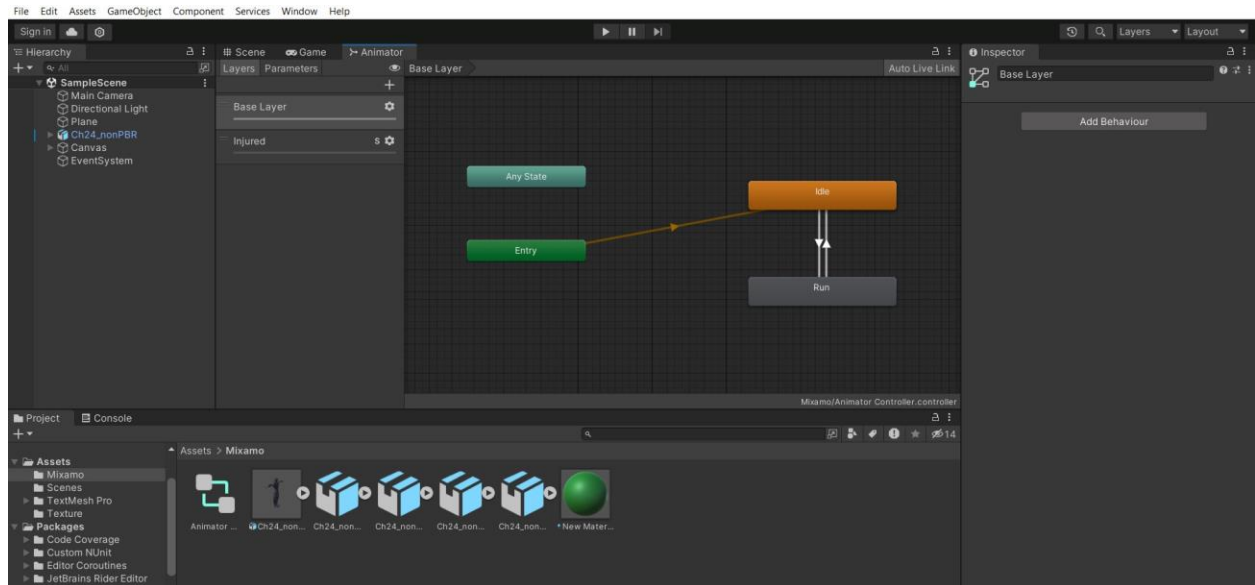 File Edit Assets GameObject Component Services Window Help
Sign in
Layers
Layout
Hierarchy
All
SampleScene
Main Camera
Directional Light
Plane
Ch24_nonPBR
Canvas
EventSystem
Scene Game Animator
Layers Parameters
Base Layer
Auto Live Link
Base Layer
Injured
S
Any State
Entry
Idle
Run
Mixamo/Animator Controller.controller
Inspector
Base Layer
Add Behaviour
Project Console
14
Assets
Mixamo
Scenes
TextMesh Pro
Texture
Packages
Code Coverage
Custom NUnit
Editor Coroutines
JetBrains Rider Editor
Assets > Mixamo
Animator ... Ch24_non... Ch24_non... Ch24_non... Ch24_non... New Mater...